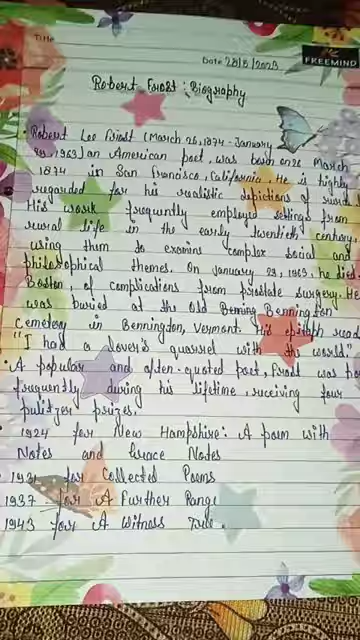 Title
Date 28/8/2023
FREEMIND
Robert Frost : Biography
• Robert Lee Frost (March 26, 1874 - January
29, 1963) an American poet, was born on 26 March
1874 in San Francisco, California. He is highly
regarded for his realistic depictions of rural
His work frequently employed settings from
rural life in the early twentieth century
using them to examine complex social and
philosophical themes. On January 29, 1963, he died
Boston, of complications from prostate surgery. He
was buried at the Old Bennington
Cemetery in Bennington, Vermont. His epitaph read
"I had a lover's quarrel with the world."
• A popular and often-quoted poet, Frost was ho
frequently during his lifetime, receiving four
pulitzer prizes.
1924 for New Hampshire: A poem with
Notes and Grace Notes
1931 for Collected Poems
1937 for A Further Range
1943 for A Witness Tree.